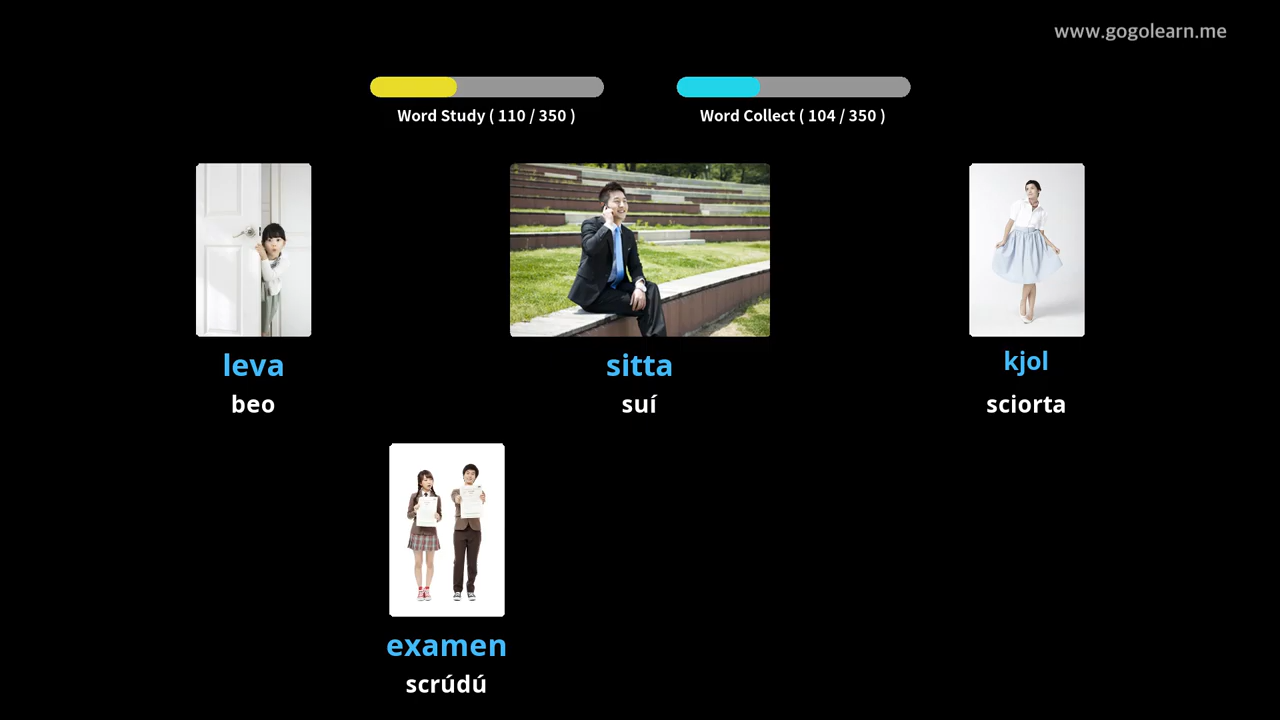 www.gogolearn.me
Word Study ( 110 / 350 )
Word Collect ( 104 / 350 )
leva
sitta
kjol
beo
suí
sciorta
examen
scrúdú